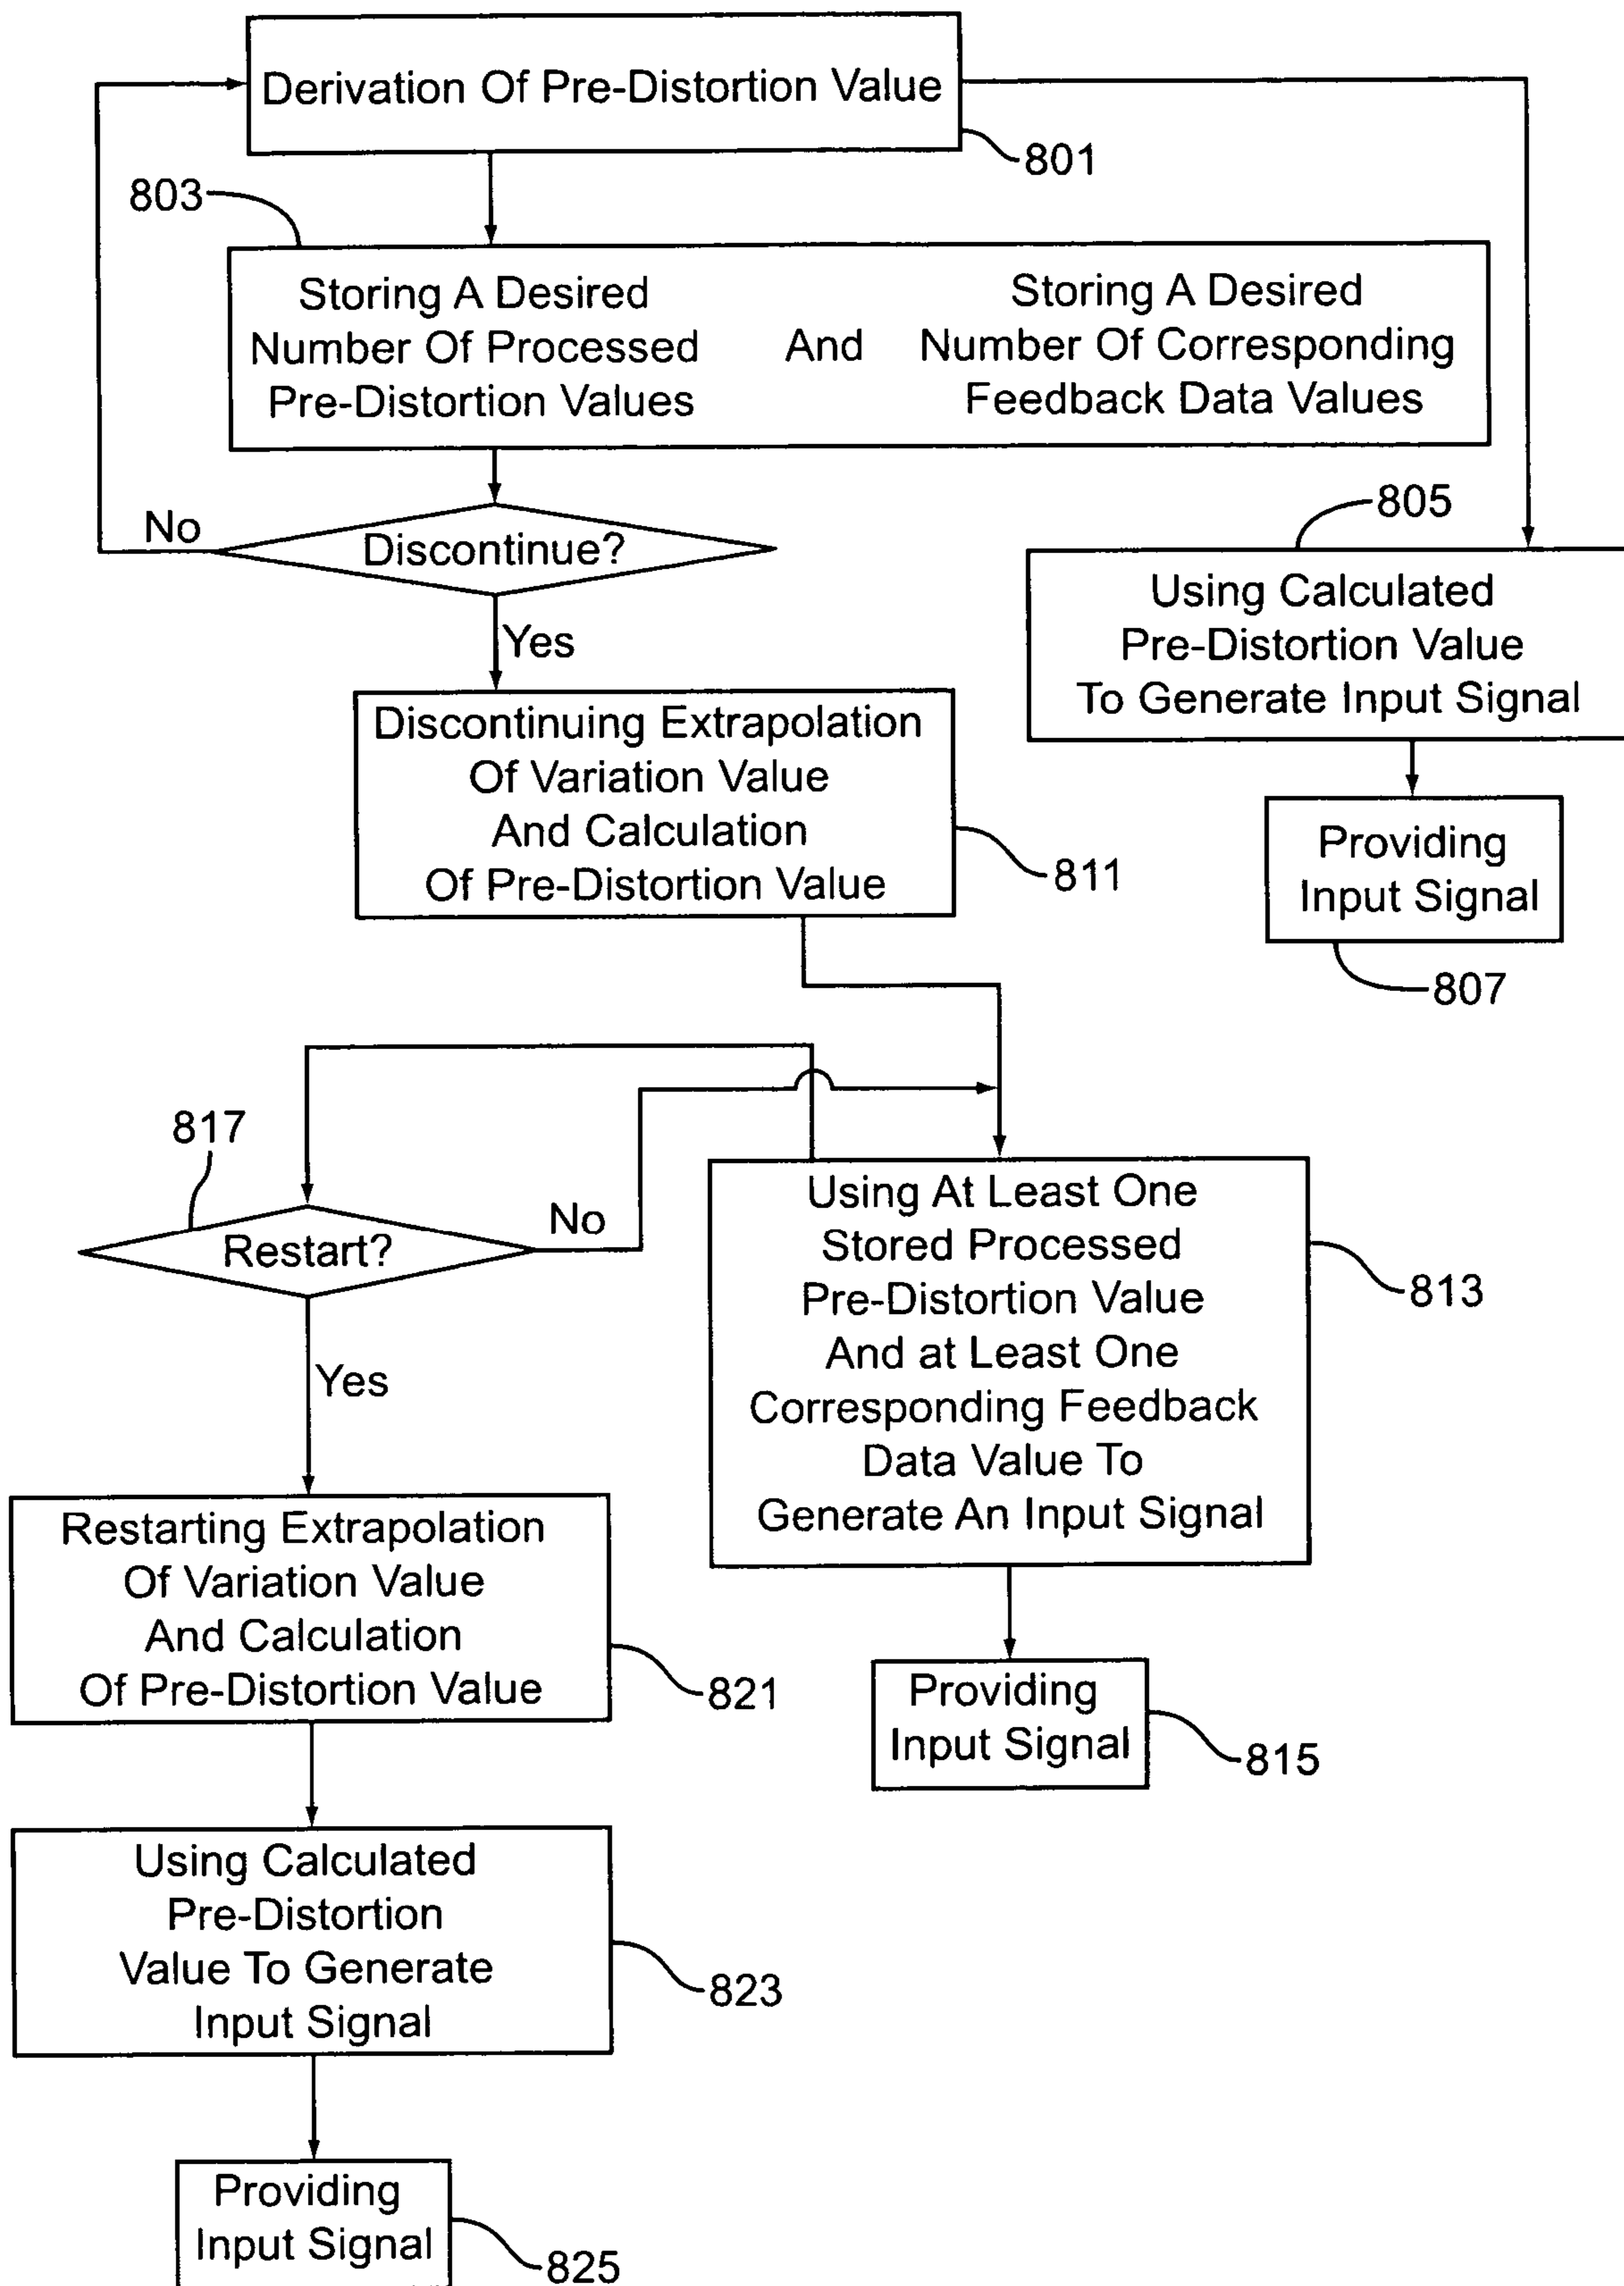 Derivation Of Pre-Distortion Value
801
803
Storing A Desired
Number Of Processed
Pre-Distortion Values
And
Storing A Desired
Number Of Corresponding
Feedback Data Values
No
Discontinue?
Yes
805
Using Calculated
Pre-Distortion Value
To Generate Input Signal
Providing
Input Signal
807
Discontinuing Extrapolation
Of Variation Value
And Calculation
Of Pre-Distortion Value
811
817
Restart?
No
Yes
Using At Least One
Stored Processed
Pre-Distortion Value
And at Least One
Corresponding Feedback
Data Value To
Generate An Input Signal
813
Providing
Input Signal
815
Restarting Extrapolation
Of Variation Value
And Calculation
Of Pre-Distortion Value
821
Using Calculated
Pre-Distortion
Value To Generate
Input Signal
823
Providing
Input Signal
825